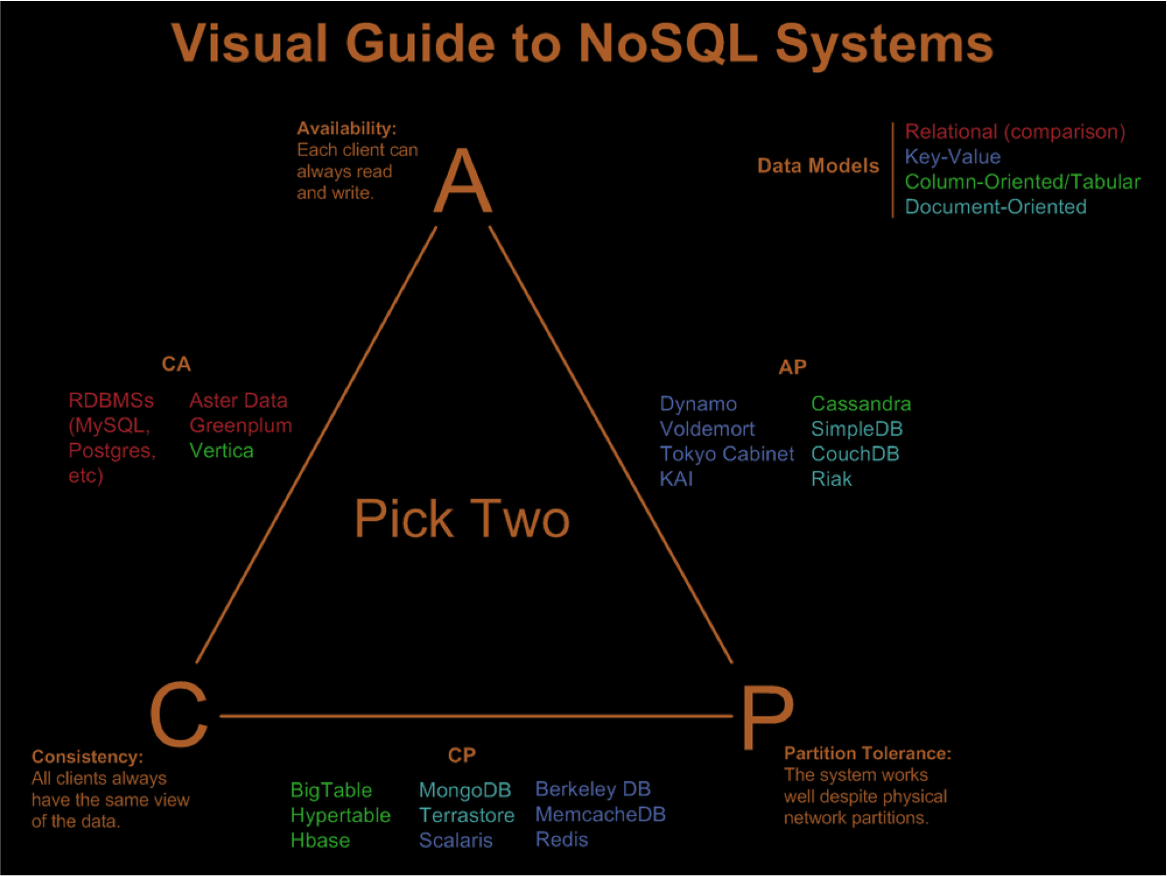 Visual Guide to NoSQL Systems
Availability:
Each client can
always read
and write.
A
Data Models
Relational (comparison)
Key-Value
Column-Oriented/Tabular
Document-Oriented
CA
RDBMSs
(MySQL,
Postgres,
etc)
Aster Data
Greenplum
Vertica
AP
Dynamo
Voldemort
Tokyo Cabinet
KAI
Cassandra
SimpleDB
CouchDB
Riak
Pick Two
C
Consistency:
All clients always
have the same view
of the data.
CP
BigTable
Hypertable
Hbase
MongoDB
Terrastore
Scalaris
Berkeley DB
MemcacheDB
Redis
P
Partition Tolerance:
The system works
well despite physical
network partitions.